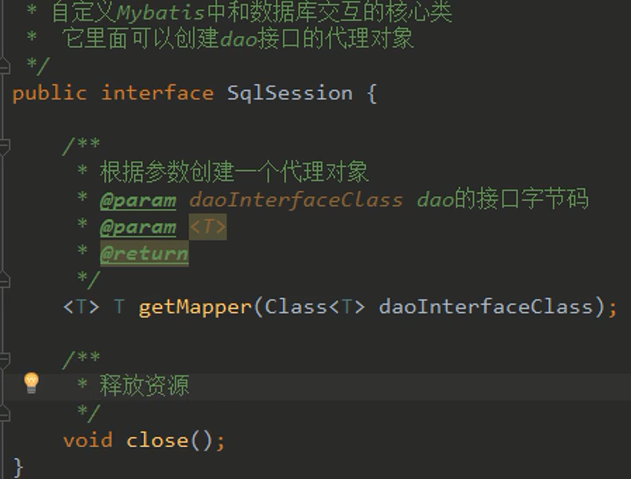 * 自定义Mybatis中和数据库交互的核心类
* 它里面可以创建dao接口的代理对象
*/
public interface SqlSession {
/**
* 根据参数创建一个代理对象
* @param daoInterfaceClass dao的接口字节码
* @param <T>
* @return
*/
<T> T getMapper(Class<T> daoInterfaceClass);
/**
* 释放资源
*/
void close();
}